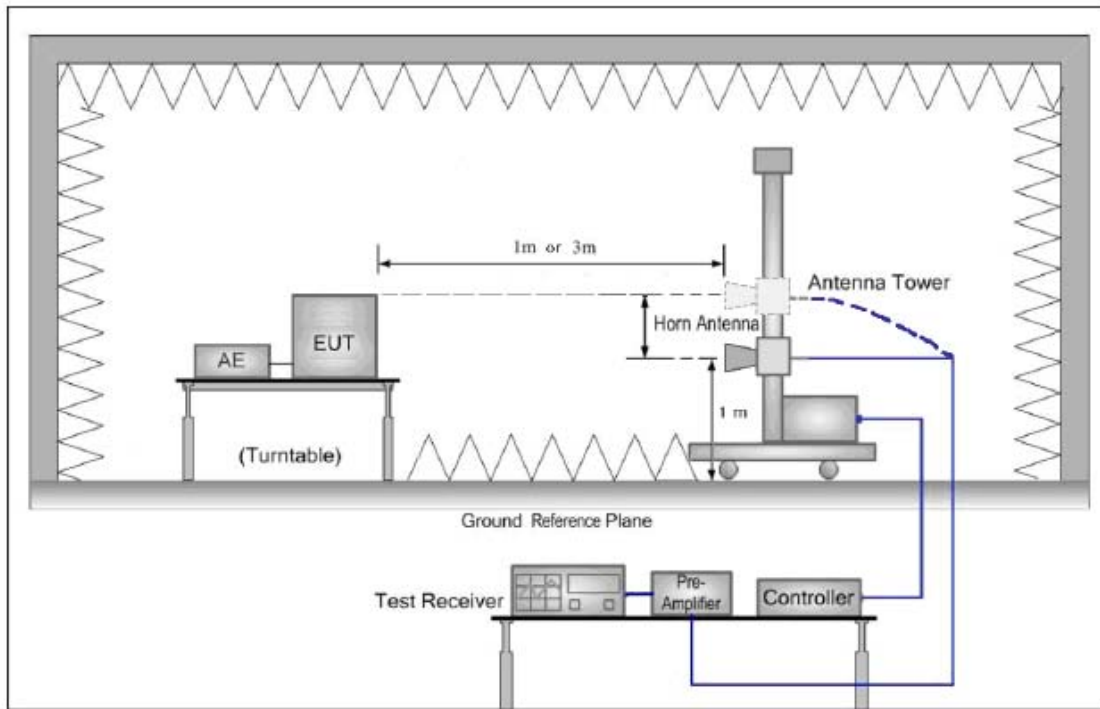 1m or 3m
Antenna Tower
Horn Antenna
EUT
AE
1 m
(Turntable)
Ground Reference Plane
Test Receiver
Pre-
Amplifier
Controller